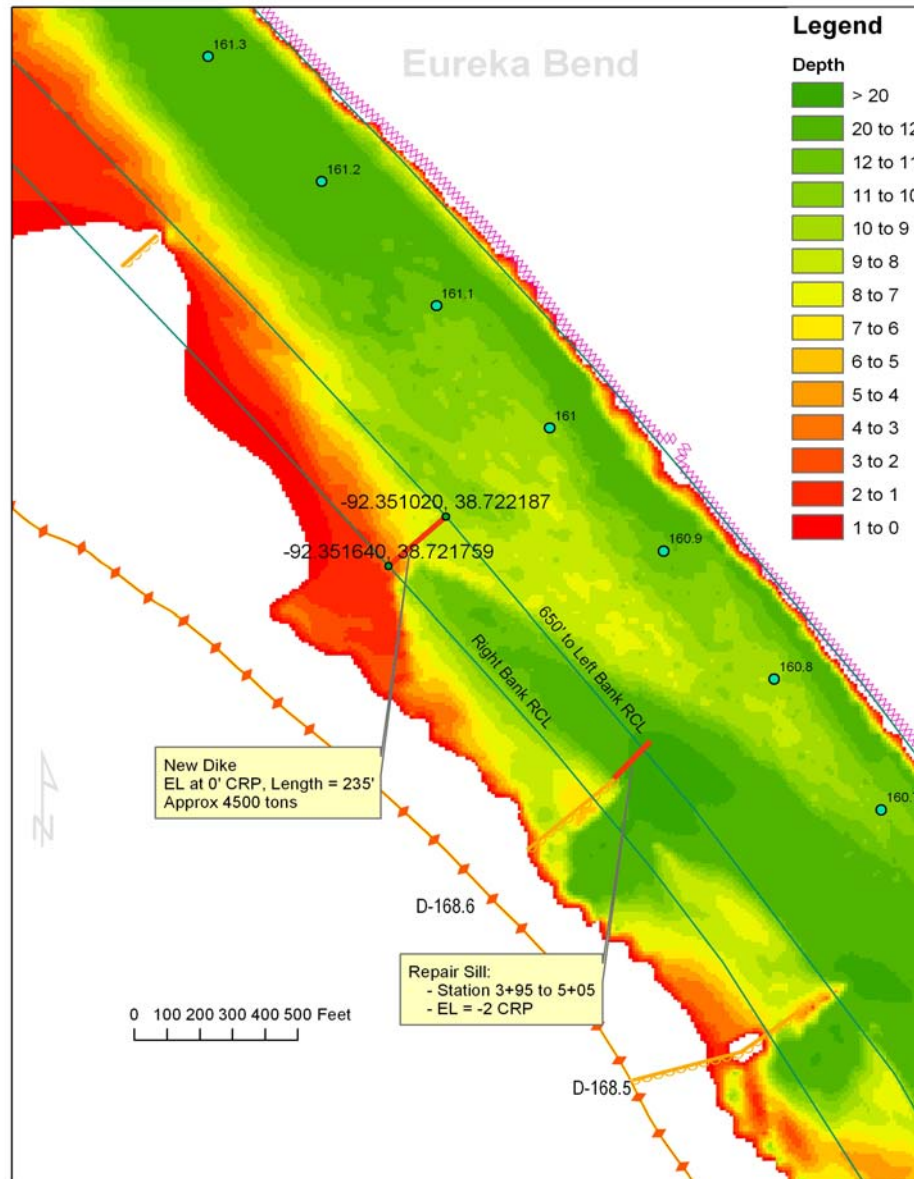 Eureka Bend
Legend
Depth
> 20
20 to 12
12 to 11
11 to 10
10 to 9
9 to 8
8 to 7
7 to 6
6 to 5
5 to 4
4 to 3
3 to 2
2 to 1
1 to 0
161.3
161.2
161.1
161
160.9
160.8
160.7
-92.351020, 38.722187
-92.351640, 38.721759
650' to Left Bank RCL
Right Bank RCL
New Dike
EL at 0' CRP, Length = 235'
Approx 4500 tons
N
D-168.6
Repair Sill:
- Station 3+95 to 5+05
- EL = -2 CRP
0 100 200 300 400 500 Feet
D-168.5